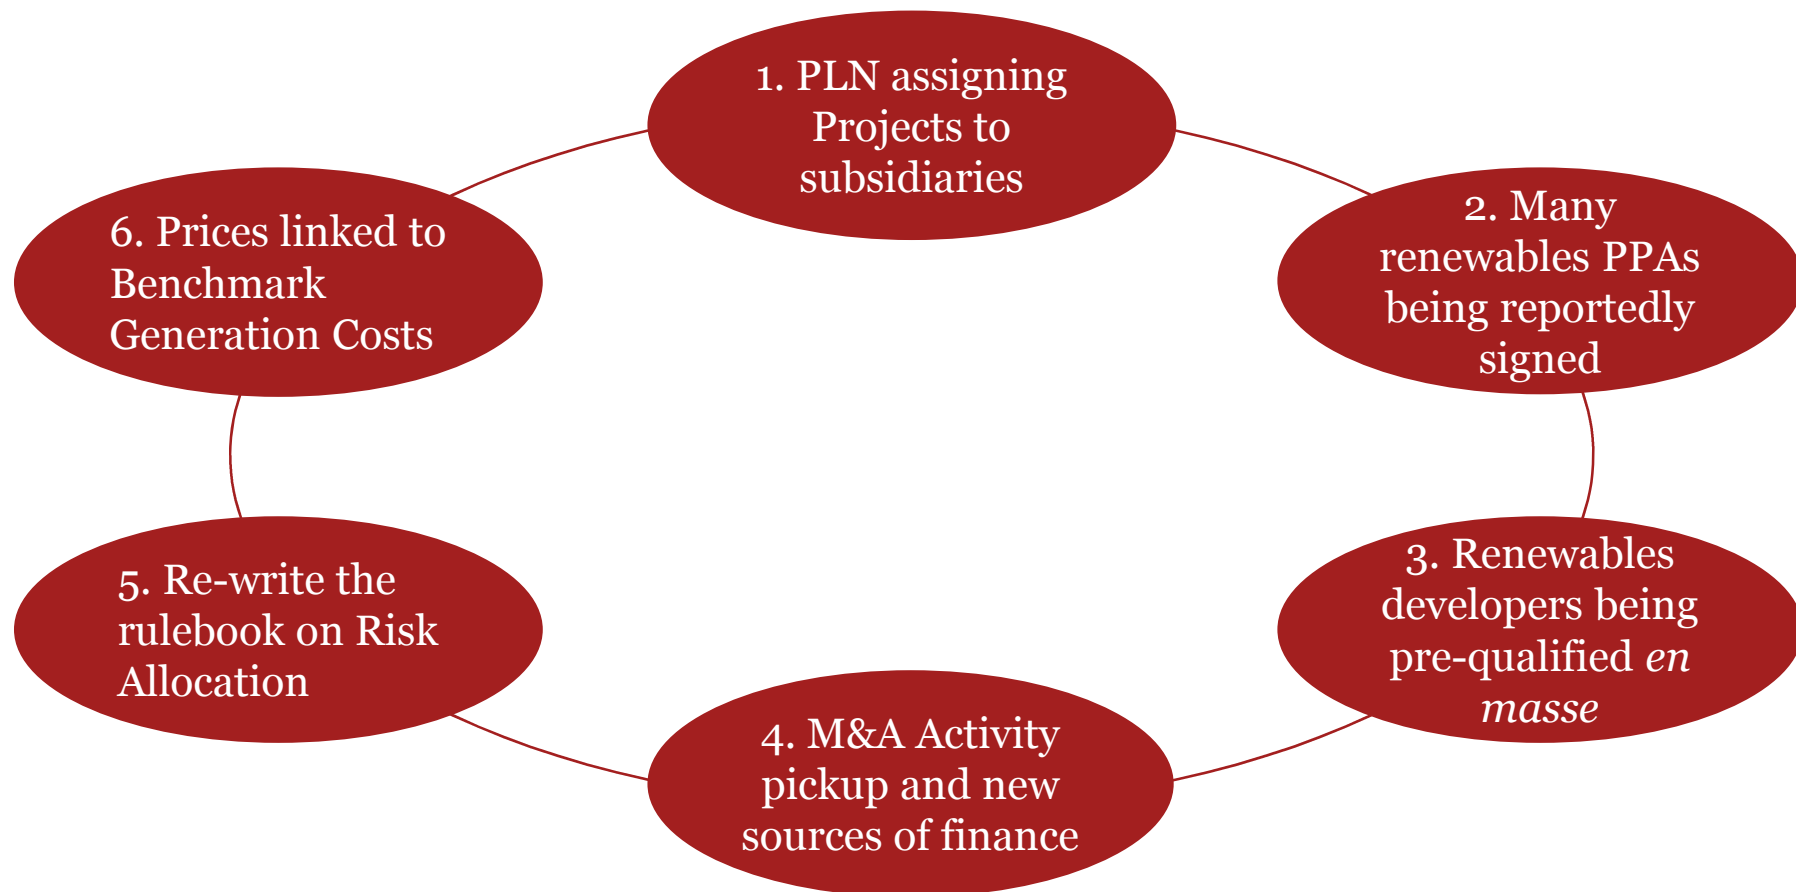 1. PLN assigning
Projects to
subsidiaries
2. Many
renewables PPAs
being reportedly
signed
3. Renewables
developers being
pre-qualified en
masse
4. M&A Activity
pickup and new
sources of finance
5. Re-write the
rulebook on Risk
Allocation
6. Prices linked to
Benchmark
Generation Costs